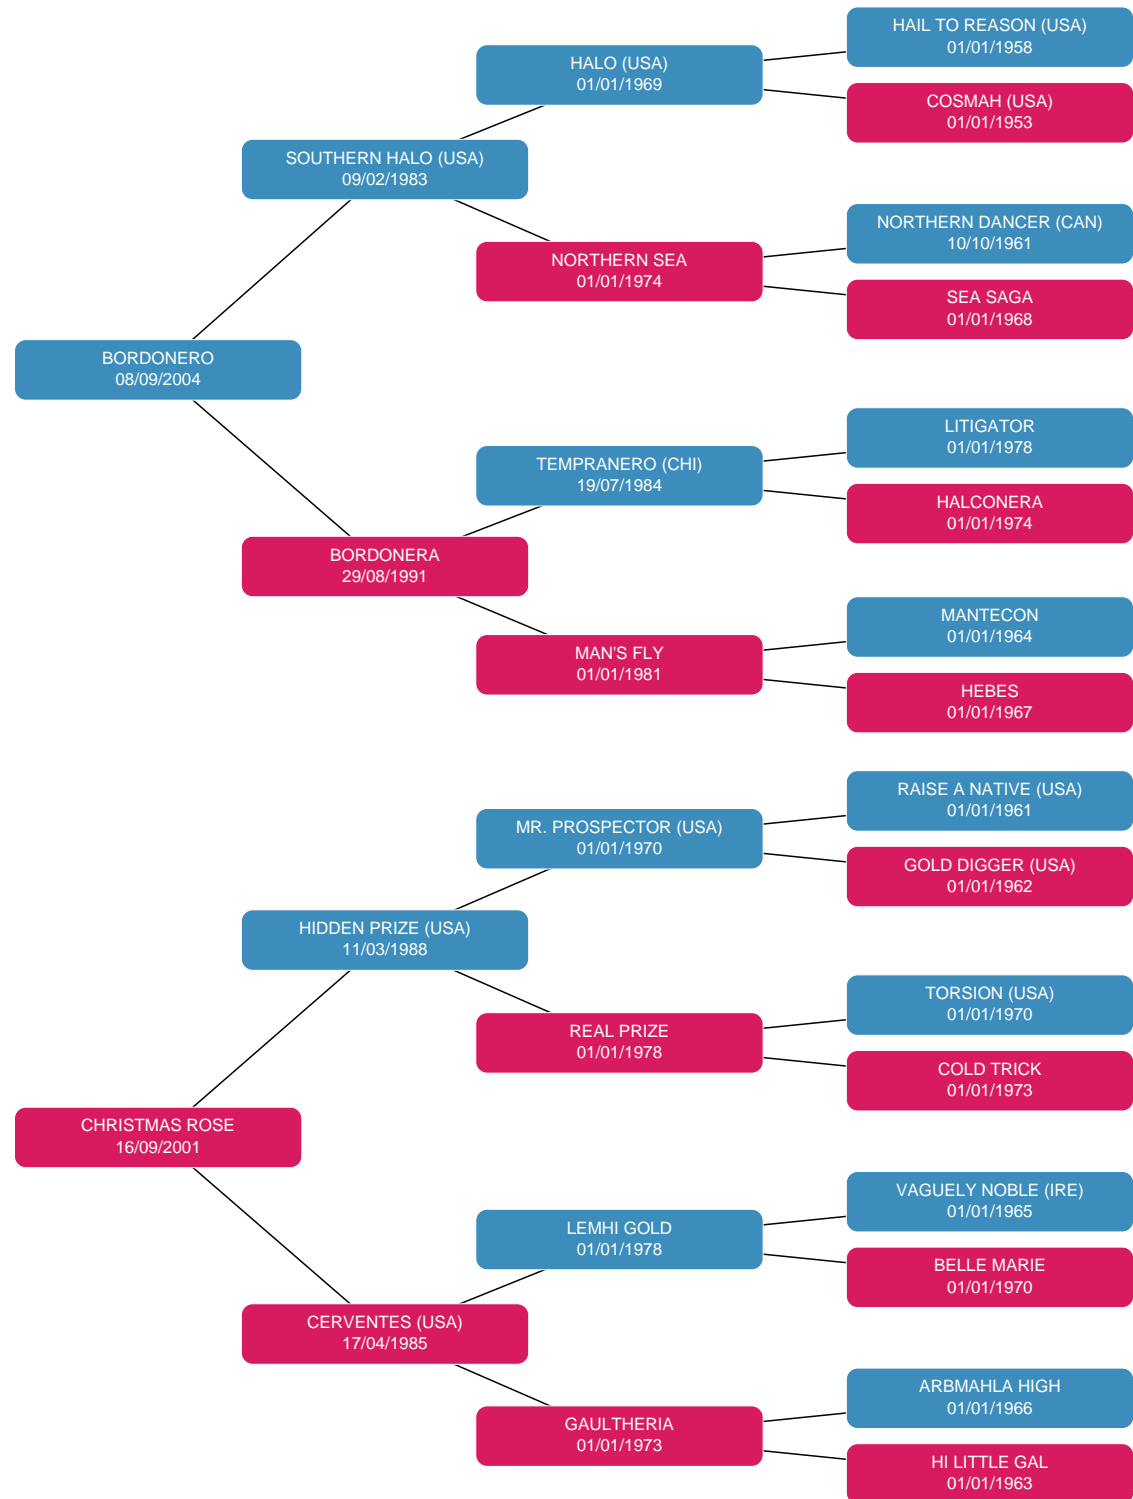 HAIL TO REASON (USA)
01/01/1958
HALO (USA)
01/01/1969
COSMAH (USA)
01/01/1953
SOUTHERN HALO (USA)
09/02/1983
NORTHERN DANCER (CAN)
10/10/1961
NORTHERN SEA
01/01/1974
SEA SAGA
01/01/1968
BORDONERO
08/09/2004
LITIGATOR
01/01/1978
TEMPRANERO (CHI)
19/07/1984
HALCONERA
01/01/1974
BORDONERA
29/08/1991
MANTECON
01/01/1964
MAN'S FLY
01/01/1981
HEBES
01/01/1967
RAISE A NATIVE (USA)
01/01/1961
MR. PROSPECTOR (USA)
01/01/1970
GOLD DIGGER (USA)
01/01/1962
HIDDEN PRIZE (USA)
11/03/1988
TORSION (USA)
01/01/1970
REAL PRIZE
01/01/1978
COLD TRICK
01/01/1973
CHRISTMAS ROSE
16/09/2001
VAGUELY NOBLE (IRE)
01/01/1965
LEMHI GOLD
01/01/1978
BELLE MARIE
01/01/1970
CERVENTES (USA)
17/04/1985
ARBMAHLA HIGH
01/01/1966
GAULTHERIA
01/01/1973
HI LITTLE GAL
01/01/1963